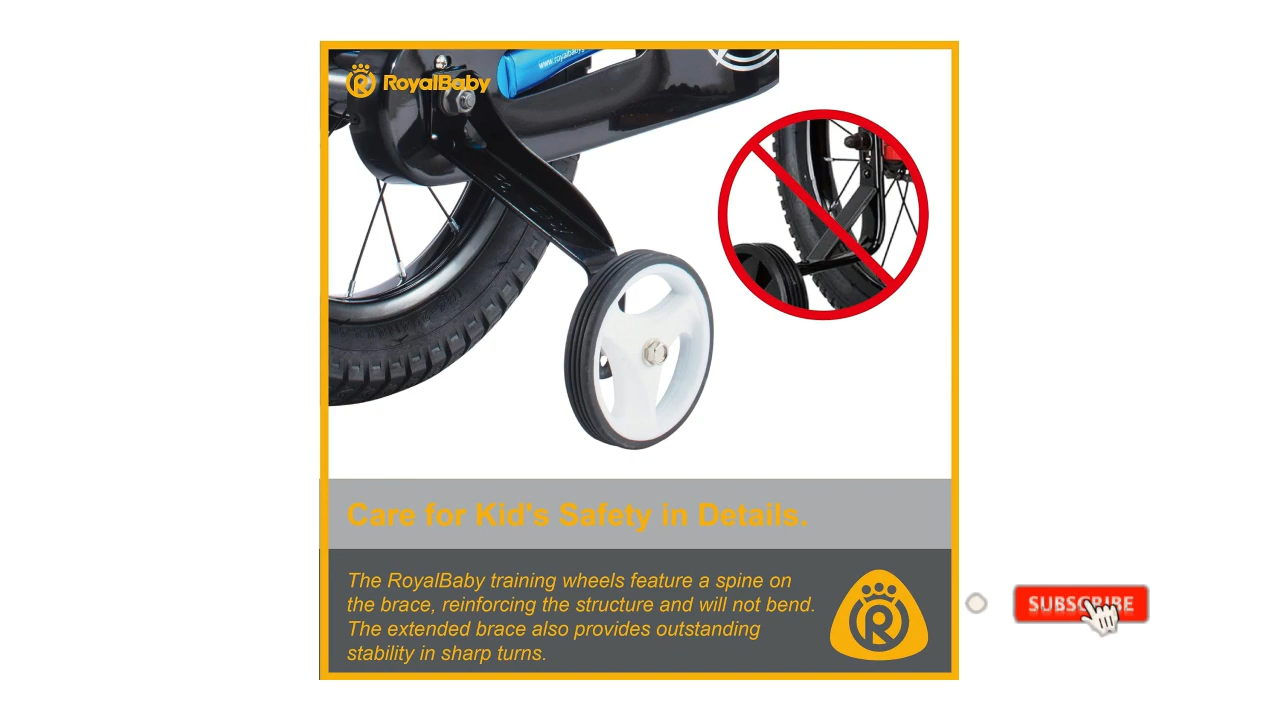 RoyalBaby
www.royalbaby
Care for Kid's Safety in Details.
The RoyalBaby training wheels feature a spine on
the brace, reinforcing the structure and will not bend.
The extended brace also provides outstanding
stability in sharp turns.
R
SUBSCRIBE